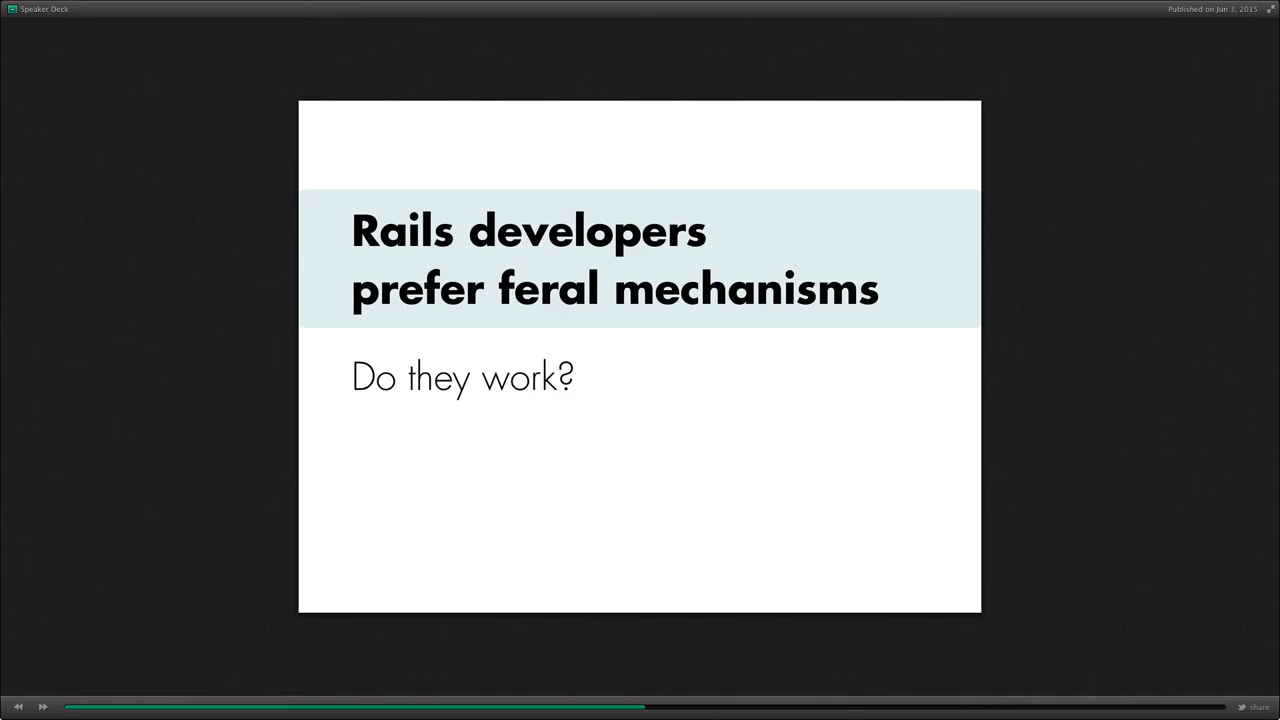 Speaker Deck
Published on Jun 3, 2015
Rails developers
prefer feral mechanisms
Do they work?
share